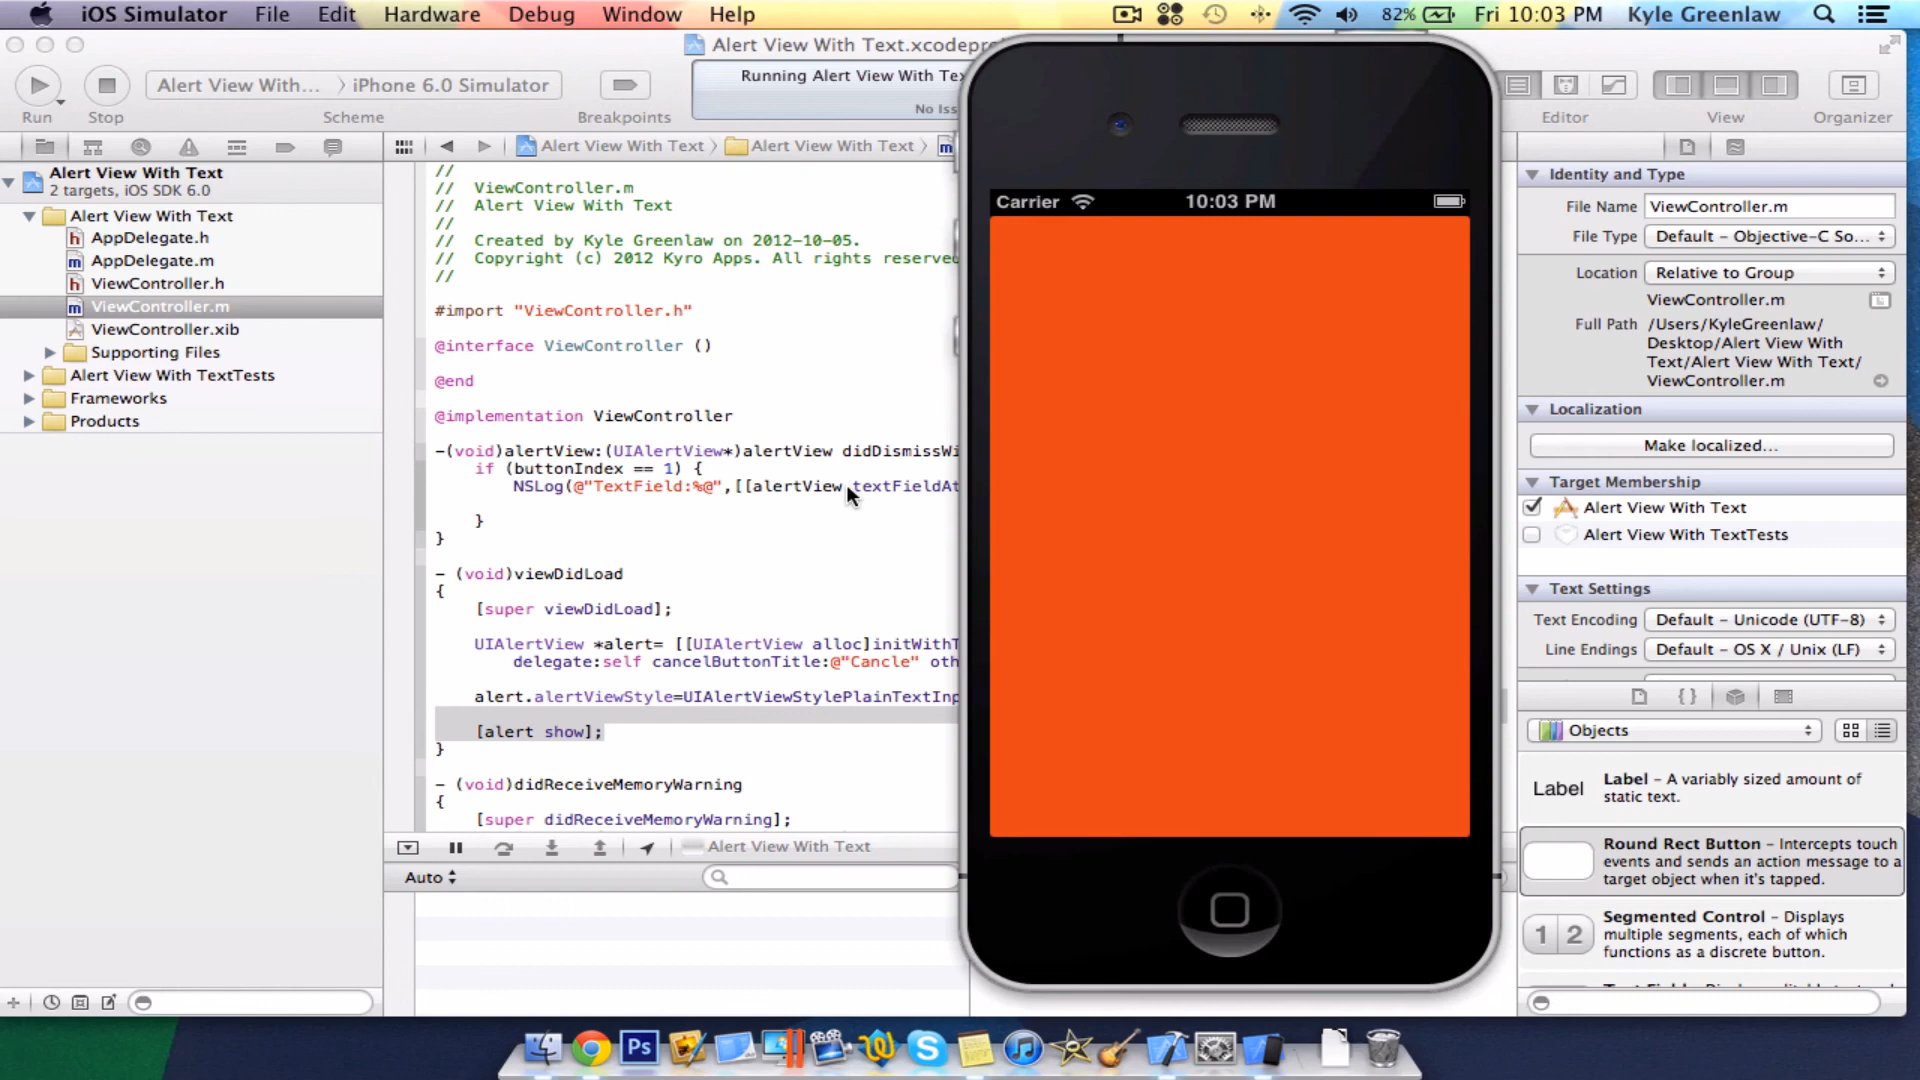 iOS Simulator File Edit Hardware Debug Window Help 82% Fri 10:03 PM Kyle Greenlaw
Alert View With Text.xcodepr
Alert View With... iPhone 6.0 Simulator
Running Alert View With Te
No Iss
Run Stop Scheme Breakpoints Editor View Organizer
Alert View With Text
2 targets, iOS SDK 6.0
Alert View With Text
AppDelegate.h
AppDelegate.m
ViewController.h
ViewController.m
ViewController.xib
Supporting Files
Alert View With TextTests
Frameworks
Products
Alert View With Text Alert View With Text
//
// ViewController.m
// Alert View With Text
//
// Created by Kyle Greenlaw on 2012-10-05.
// Copyright (c) 2012 Kyro Apps. All rights reserve
//
#import "ViewController.h"
@interface ViewController ()
@end
@implementation ViewController
-(void)alertView:(UIAlertView*)alertView didDismissWi
if (buttonIndex == 1) {
NSLog(@"TextField:%@",[[alertView textFieldAt
}
}
- (void)viewDidLoad
{
[super viewDidLoad];
UIAlertView *alert= [[UIAlertView alloc]initWithT
delegate:self cancelButtonTitle:@"Cancle" oth
alert.alertViewStyle=UIAlertViewStylePlainTextInp
[alert show];
}
- (void)didReceiveMemoryWarning
{
[super didReceiveMemoryWarning];
Alert View With Text
Auto
Carrier 10:03 PM
Identity and Type
File Name ViewController.m
File Type Default - Objective-C So...
Location Relative to Group
ViewController.m
Full Path /Users/KyleGreenlaw/
Desktop/Alert View With
Text/Alert View With Text/
ViewController.m
Localization
Make localized...
Target Membership
Alert View With Text
Alert View With TextTests
Text Settings
Text Encoding Default - Unicode (UTF-8)
Line Endings Default - OS X / Unix (LF)
{ }
Objects
Label
Label - A variably sized amount of
static text.
Round Rect Button - Intercepts touch
events and sends an action message to a
target object when it's tapped.
1 2
Segmented Control - Displays
multiple segments, each of which
functions as a discrete button.
Ps